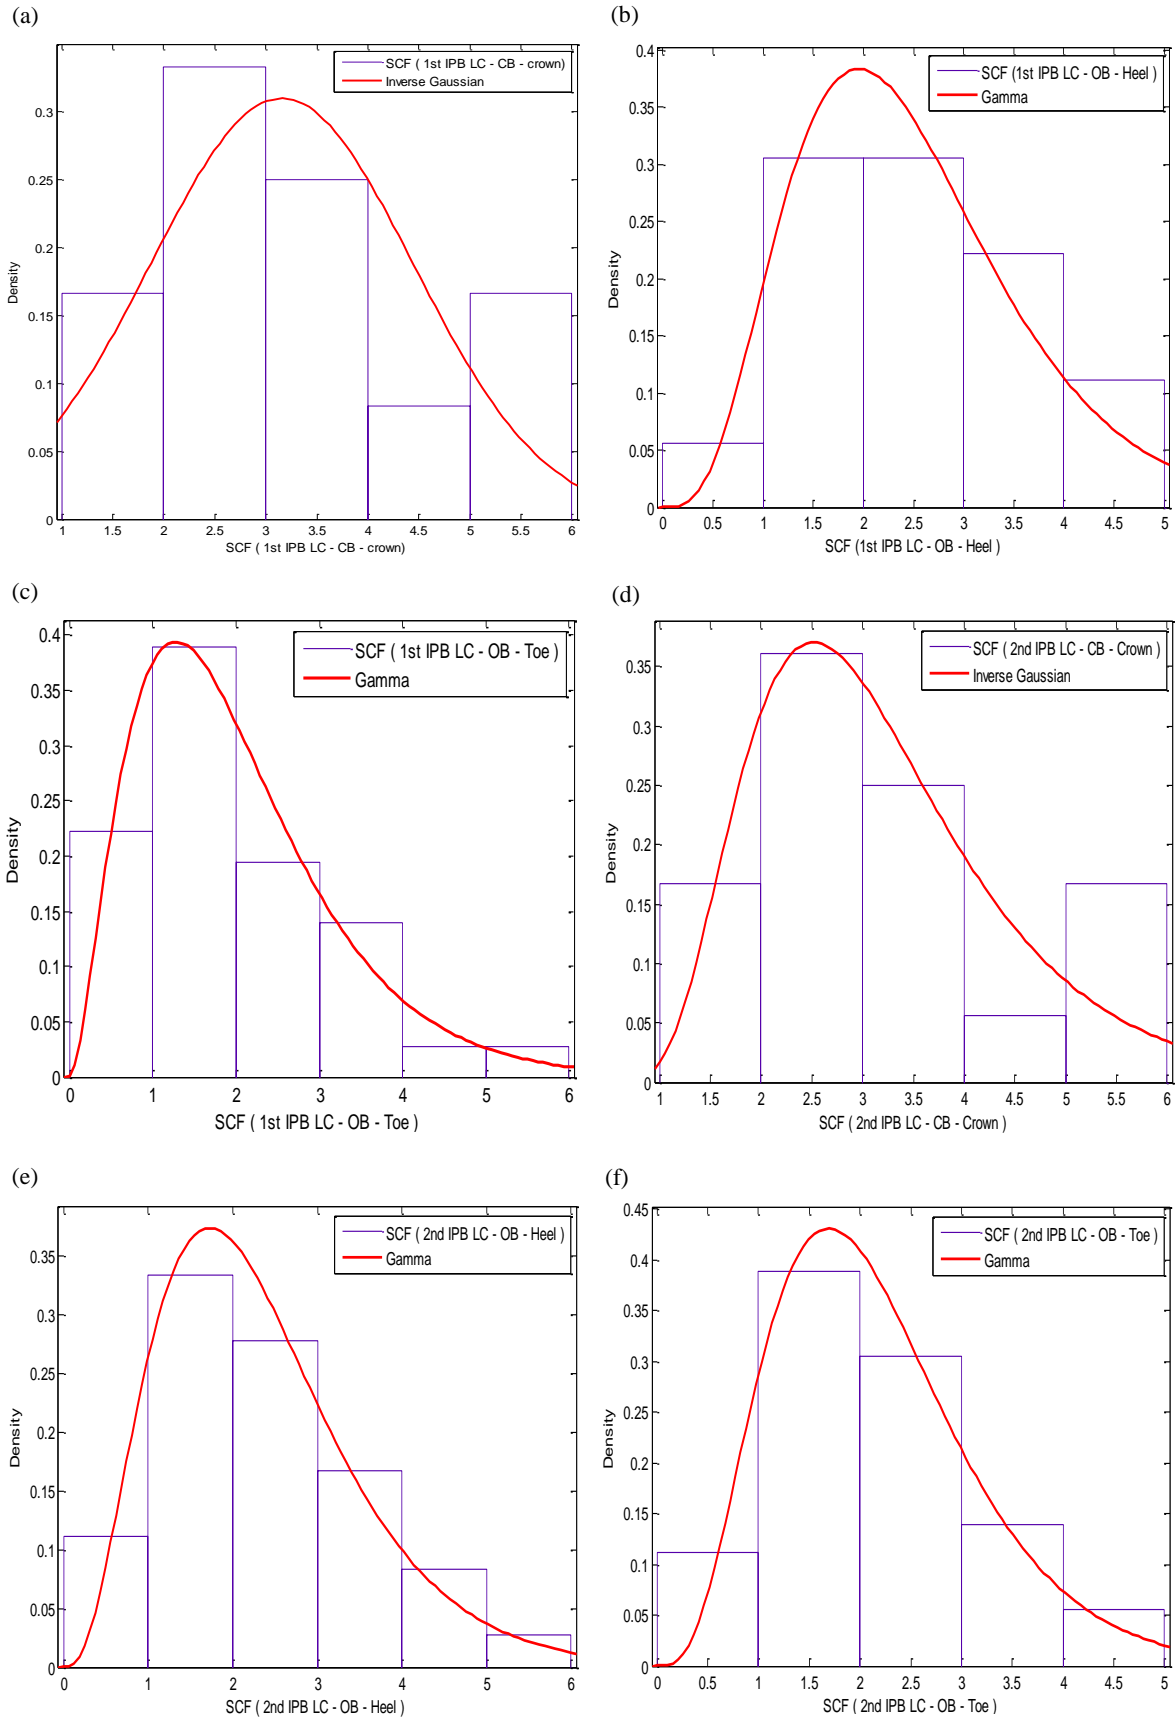 (a)
SCF ( 1st IPB LC - CB - crown)
Inverse Gaussian
0.3
0.25
0.2
0.15
0.1
0.05
0
Density
1 1.5 2 2.5 3 3.5 4 4.5 5 5.5 6
SCF ( 1st IPB LC - CB - crown)
(b)
SCF (1st IPB LC - OB - Heel )
Gamma
0.4
0.35
0.3
0.25
0.2
0.15
0.1
0.05
0
Density
0 0.5 1 1.5 2 2.5 3 3.5 4 4.5 5
SCF (1st IPB LC - OB - Heel )
(c)
SCF ( 1st IPB LC - OB - Toe )
Gamma
0.4
0.35
0.3
0.25
0.2
0.15
0.1
0.05
0
Density
0 1 2 3 4 5 6
SCF ( 1st IPB LC - OB - Toe )
(d)
SCF ( 2nd IPB LC - CB - Crown)
Inverse Gaussian
0.35
0.3
0.25
0.2
0.15
0.1
0.05
0
Density
1 1.5 2 2.5 3 3.5 4 4.5 5 5.5 6
SCF ( 2nd IPB LC - CB - Crown )
(e)
SCF ( 2nd IPB LC - OB - Heel)
Gamma
0.35
0.3
0.25
0.2
0.15
0.1
0.05
0
Density
0 1 2 3 4 5 6
SCF ( 2nd IPB LC - OB - Heel)
(f)
SCF ( 2nd IPB LC - OB - Toe )
Gamma
0.45
0.4
0.35
0.3
0.25
0.2
0.15
0.1
0.05
0
Density
0 0.5 1 1.5 2 2.5 3 3.5 4 4.5 5
SCF ( 2nd IPB LC - OB - Toe )